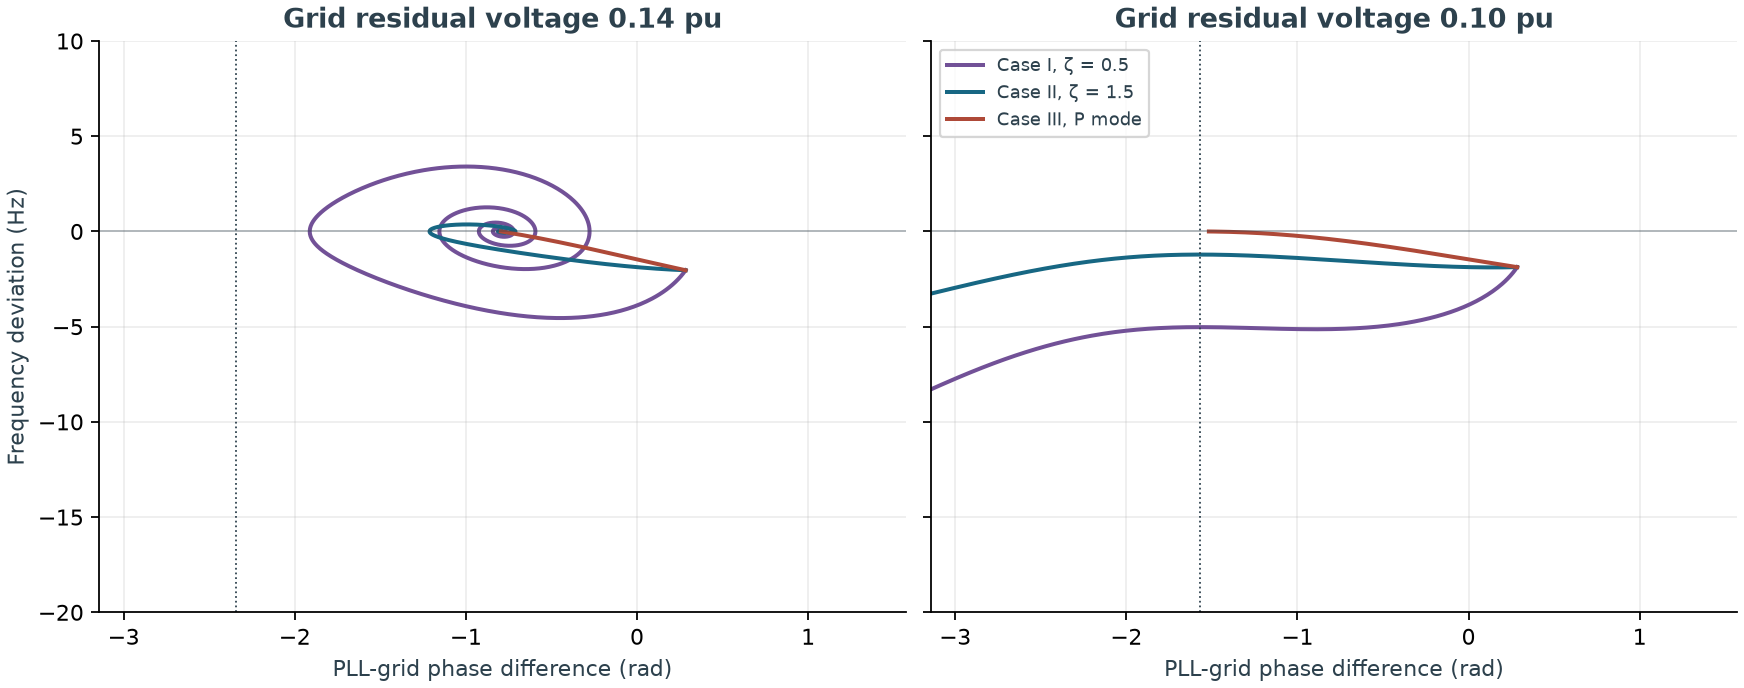 Grid residual voltage 0.14 pu
Grid residual voltage 0.10 pu
Frequency deviation (Hz)
10
5
0
−5
−10
−15
−20
−3
−2
−1
0
1
PLL-grid phase difference (rad)
Case I, ζ = 0.5
Case II, ζ = 1.5
Case III, P mode
−3
−2
−1
0
1
PLL-grid phase difference (rad)